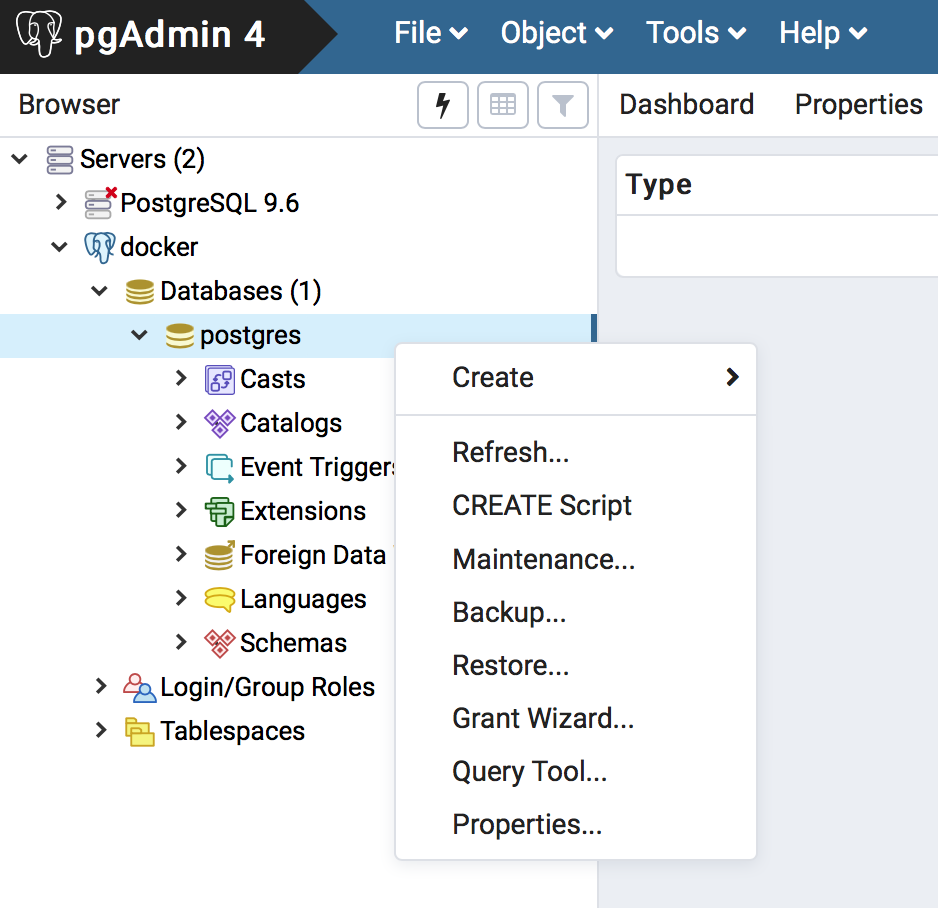 pgAdmin 4
File Object Tools Help
Browser
Dashboard Properties
Servers (2)
PostgreSQL 9.6
docker
Databases (1)
postgres
Casts
Catalogs
Event Triggers
Extensions
Foreign Data
Languages
Schemas
Login/Group Roles
Tablespaces
Type
Create
Refresh...
CREATE Script
Maintenance...
Backup...
Restore...
Grant Wizard...
Query Tool...
Properties...